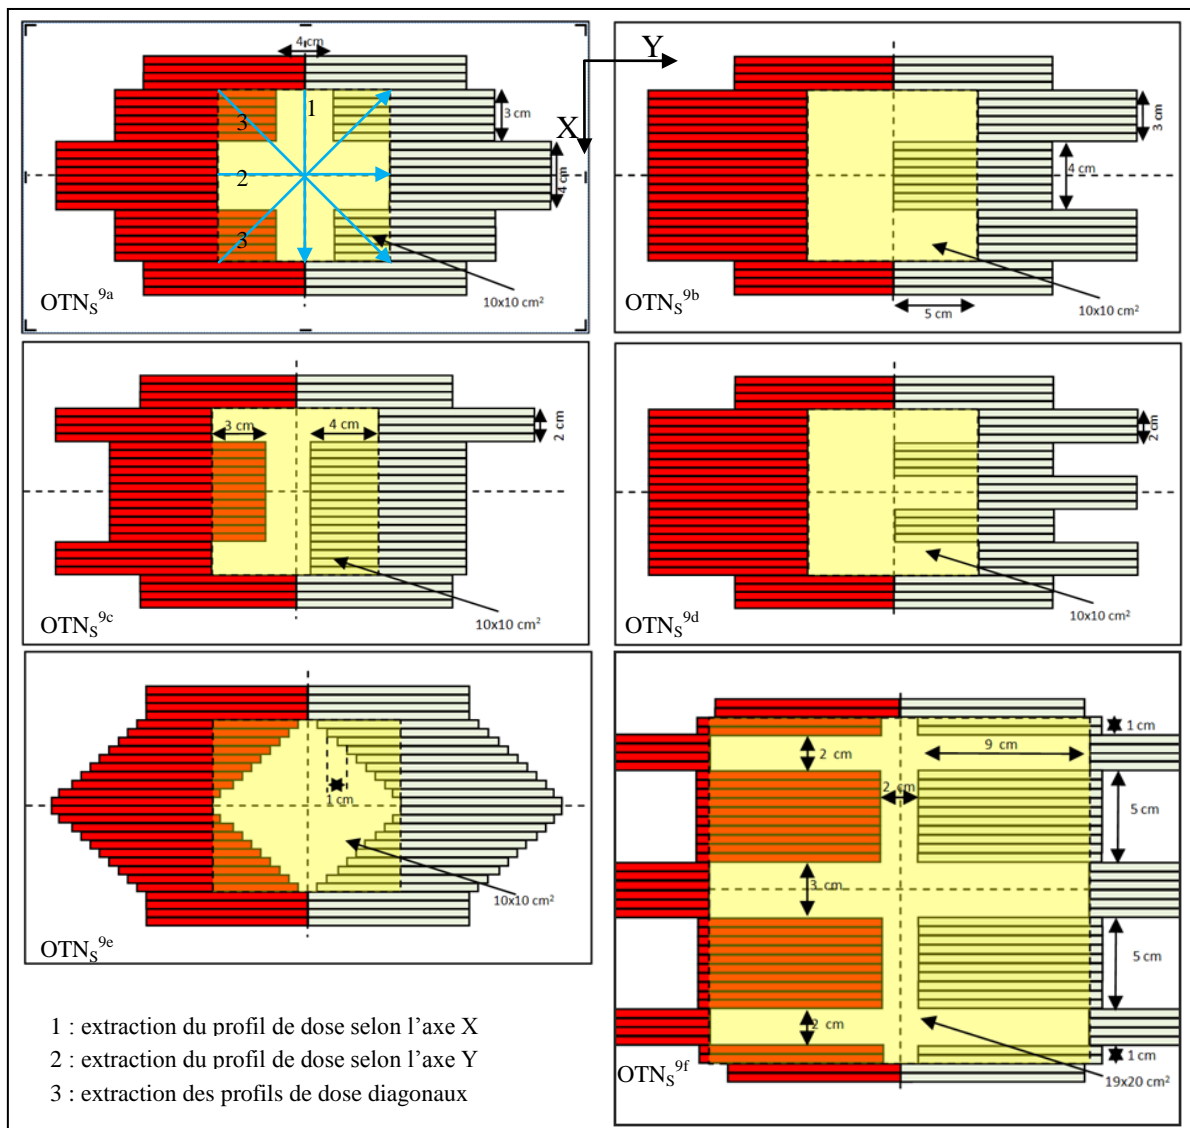 4 cm
Y
1
3
3 cm
X
2
4 cm
3
10x10 cm²
OTNS9a
3 cm
4 cm
10x10 cm²
5 cm
OTNS9b
3 cm
4 cm
2 cm
10x10 cm²
OTNS9c
2 cm
10x10 cm²
OTNS9d
1 cm
10x10 cm²
OTNS9e
1 cm
2 cm
9 cm
2 cm
5 cm
3 cm
5 cm
2 cm
1 cm
19x20 cm²
OTNS9f
1 : extraction du profil de dose selon l’axe X
2 : extraction du profil de dose selon l’axe Y
3 : extraction des profils de dose diagonaux